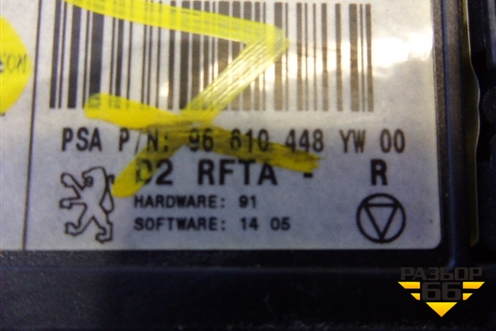 PSA P/N: 96 610 448 YW 00
D2 RFTA - R
HARDWARE: 91
SOFTWARE: 14 05
РАЗБОР
66